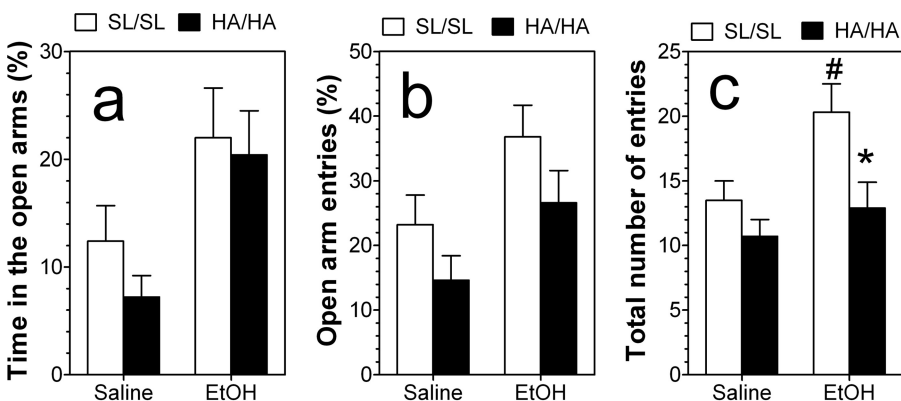 SL/SL HA/HA
Time in the open arms (%)
30
20
10
0
a
Saline EtOH
SL/SL HA/HA
Open arm entries (%)
50
40
30
20
10
0
b
Saline EtOH
SL/SL HA/HA
Total number of entries
25
20
15
10
5
0
c
#
*
Saline EtOH